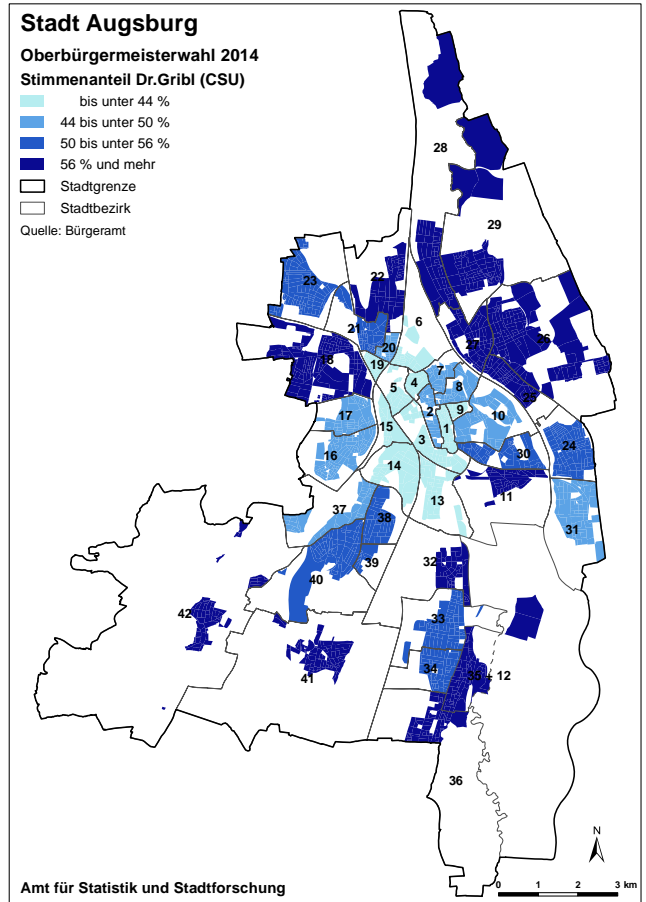 Stadt Augsburg
Oberbürgermeisterwahl 2014
Stimmenanteil Dr.Gribl (CSU)
bis unter 44 %
44 bis unter 50 %
50 bis unter 56 %
56 % und mehr
Stadtgrenze
Stadtbezirk
Quelle: Bürgeramt
28
29
22
23
6
21
20
27
26
18
19
7
4
5
8
25
2
9
17
10
15
1
3
24
30
16
14
11
13
31
37
38
32
39
40
42
33
34
41
35 + 12
36
N
Amt für Statistik und Stadtforschung
0 1 2 3 km